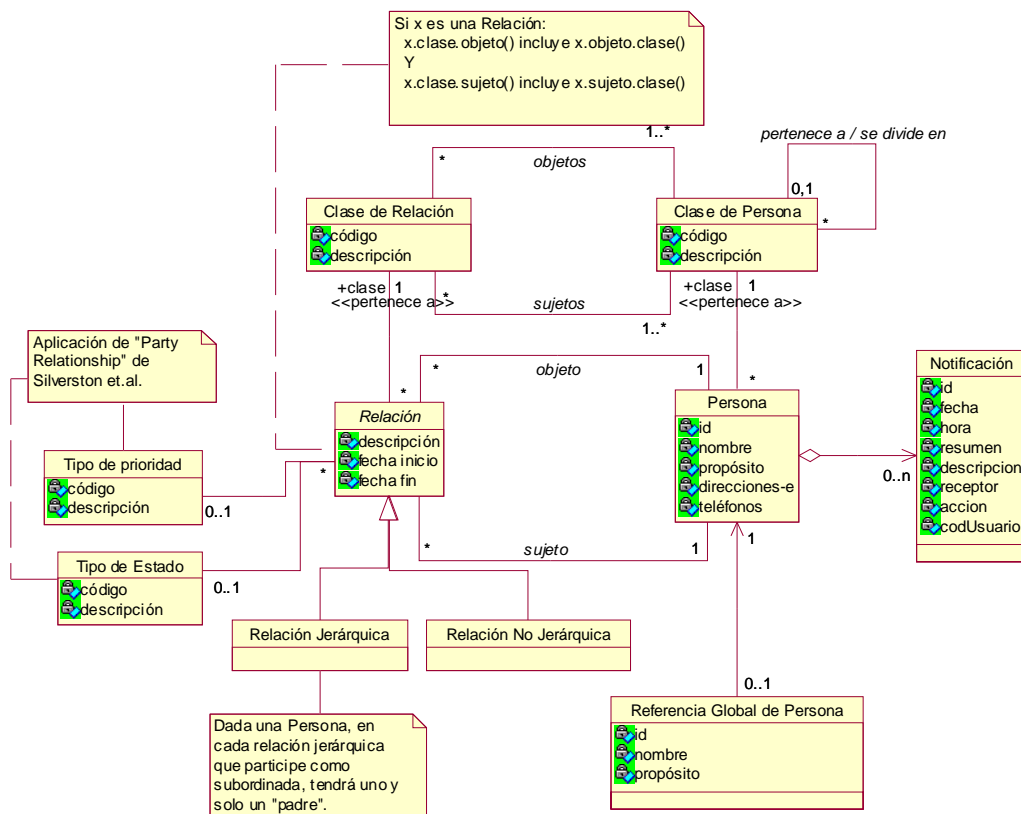 Si x es una Relación:
x.clase.objeto() incluye x.objeto.clase()
Y
x.clase.sujeto() incluye x.sujeto.clase()
1..*
pertenece a / se divide en
*
objetos
0,1
*
Clase de Relación
código
descripción
Clase de Persona
código
descripción
+clase 1
<<pertenece a>>
*
sujetos
1..*
+clase 1
<<pertenece a>>
Aplicación de "Party
Relationship" de
Silverston et.al.
*
*
objeto
1
*
Relación
descripción
fecha inicio
fecha fin
Persona
id
nombre
propósito
direcciones-e
teléfonos
Notificación
id
fecha
hora
resumen
descripcion
receptor
accion
codUsuario
0..n
Tipo de prioridad
código
descripción
*
0..1
Tipo de Estado
código
descripción
0..1
*
sujeto
1
1
Relación Jerárquica
Relación No Jerárquica
0..1
Referencia Global de Persona
id
nombre
propósito
Dada una Persona, en
cada relación jerárquica
que participe como
subordinada, tendrá uno y
solo un "padre".